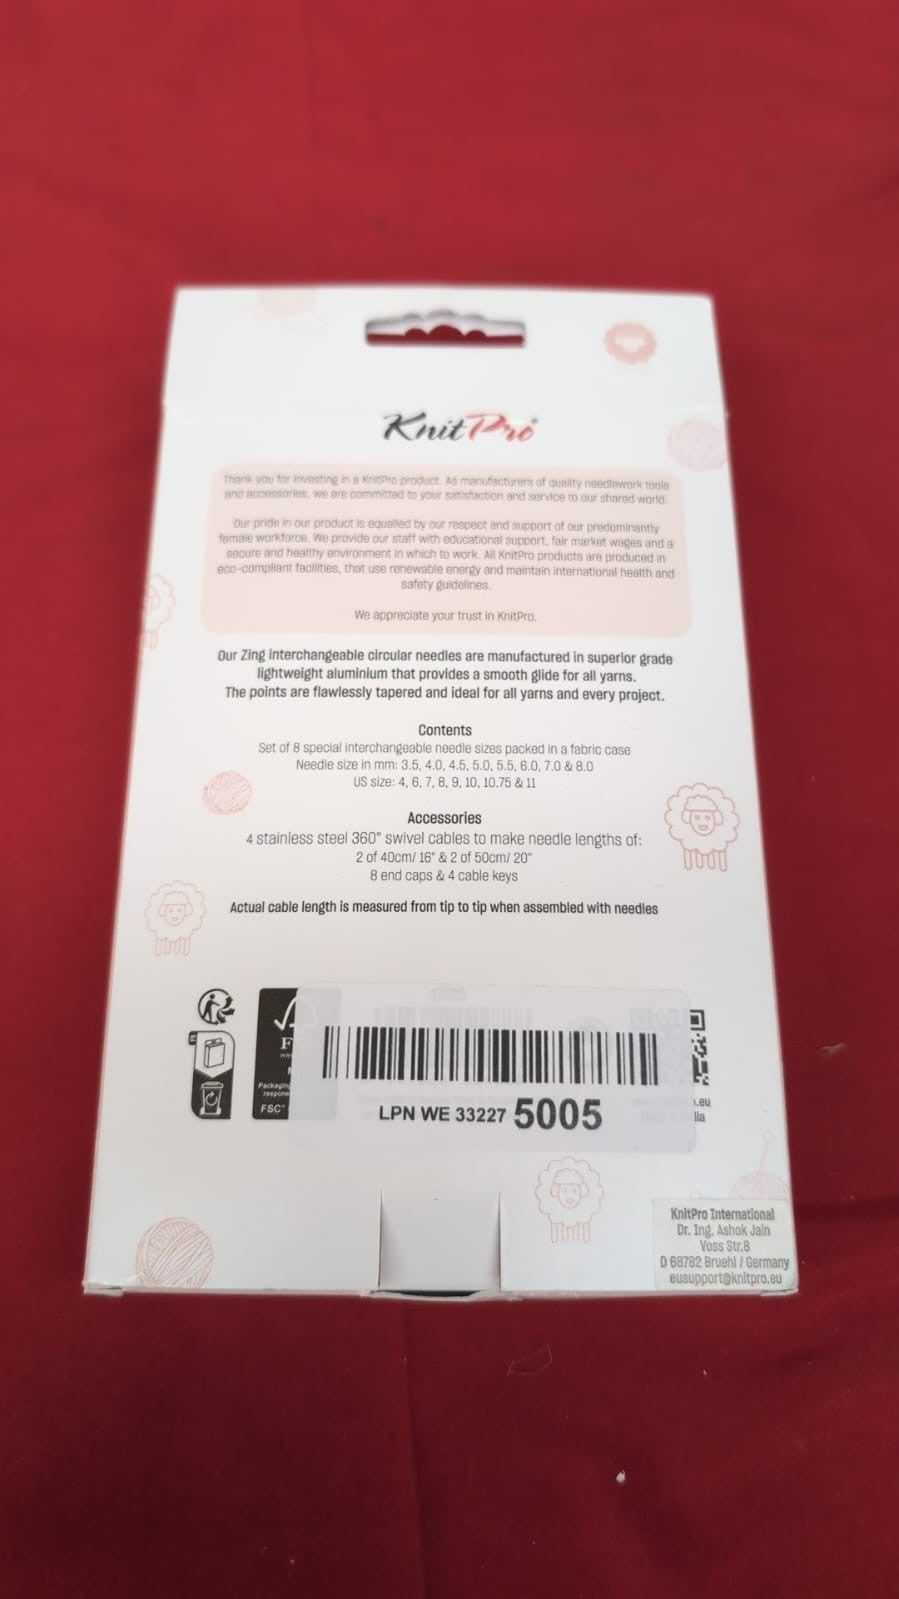 KnitPro
Thank you for investing in a KnitPro product. As manufacturers of quality needlework tools
and accessories, we are committed to your satisfaction and service to our shared world.
Our pride in our product is equalled by our respect and support of our predominantly
female workforce. We provide our staff with educational support, fair market wages and a
secure and healthy environment in which to work. All KnitPro products are produced in
eco-compliant facilities, that use renewable energy and maintain international health and
safety guidelines.
We appreciate your trust in KnitPro.
Our Zing interchangeable circular needles are manufactured in superior grade
lightweight aluminium that provides a smooth glide for all yarns.
The points are flawlessly tapered and ideal for all yarns and every project.
Contents
Set of 8 special interchangeable needle sizes packed in a fabric case
Needle size in mm: 3.5, 4.0, 4.5, 5.0, 5.5, 6.0, 7.0 & 8.0
US size: 4, 6, 7, 8, 9, 10, 10.75 & 11
Accessories
4 stainless steel 360° swivel cables to make needle lengths of:
2 of 40cm/ 16" & 2 of 50cm/ 20"
8 end caps & 4 cable keys
Actual cable length is measured from tip to tip when assembled with needles
Packaging
FSC
.eu
LPN WE 33227 5005
KnitPro International
Dr. Ing. Ashok Jain
Voss Str.8
D 68782 Bruehl / Germany
eusupport@knitpro.eu